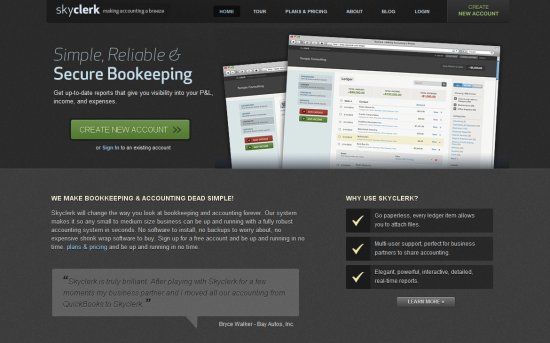 skyclerk making accounting a breeze
HOME TOUR PLANS & PRICING ABOUT BLOG LOGIN
CREATE
NEW ACCOUNT
Simple, Reliable &
Secure Bookkeeping
Get up-to-date reports that give you visibility into your P&L,
income, and expenses.
CREATE NEW ACCOUNT »
or Sign In to an existing account
Ledger
WE MAKE BOOKKEEPING & ACCOUNTING DEAD SIMPLE!
Skyclerk will change the way you look at bookkeeping and accounting forever. Our system
makes it so any small to medium size business can be up and running with a fully robust
accounting system in seconds. No software to install, no backups to worry about, no
expensive shrink wrap software to buy. Sign up for a free account and be up and running in no
time. plans & pricing and be up and running in no time.
“Skyclerk is truly brilliant. After playing with Skyclerk for a few
moments my business partner and I moved all our accounting from
QuickBooks to Skyclerk.”
Bryce Walker - Bay Autos, Inc.
WHY USE SKYCLERK?
Go paperless, every ledger item allows
you to attach files.
Multi-user support, perfect for business
partners to share accounting.
Elegant, powerful, interactive, detailed,
real-time reports.
LEARN MORE »